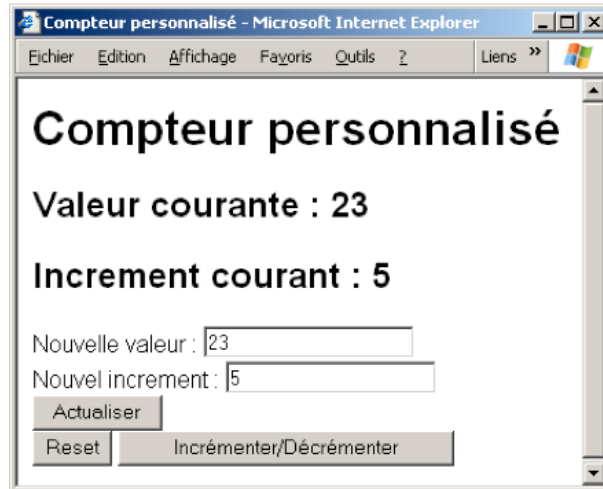 Compteur personnalisé - Microsoft Internet Explorer
Fichier Edition Affichage Favoris Outils ? Liens »
Compteur personnalisé
Valeur courante : 23
Increment courant : 5
Nouvelle valeur : 23
Nouvel increment : 5
Actualiser
Reset Incrémenter/Décrémenter